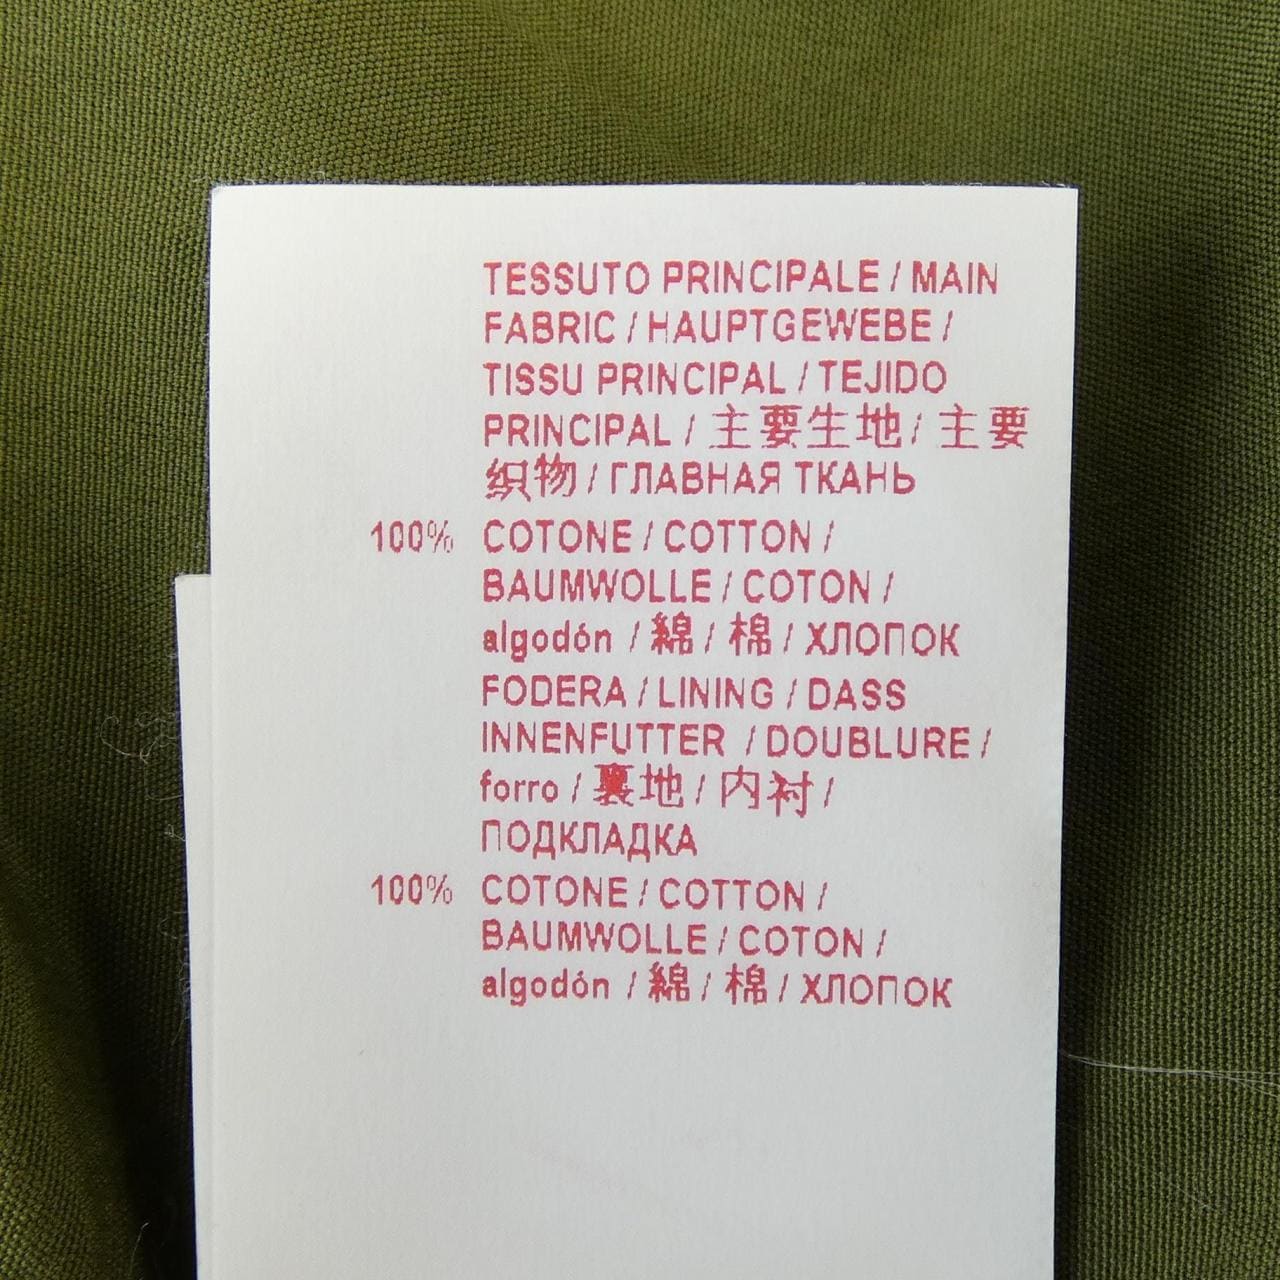 TESSUTO PRINCIPALE / MAIN
FABRIC / HAUPTGEWEBE /
TISSU PRINCIPAL / TEJIDO
PRINCIPAL / 主要生地 / 主要
织物 / ГЛАВНАЯ ТКАНЬ
100% COTONE / COTTON /
BAUMWOLLE / COTON /
algodón / 綿 / 棉 / ХЛОПОК
FODERA / LINING / DASS
INNENFUTTER / DOUBLURE /
forro / 裏地 / 内衬 /
ПОДКЛАДКА
100% COTONE / COTTON /
BAUMWOLLE / COTON /
algodón / 綿 / 棉 / ХЛОПОК